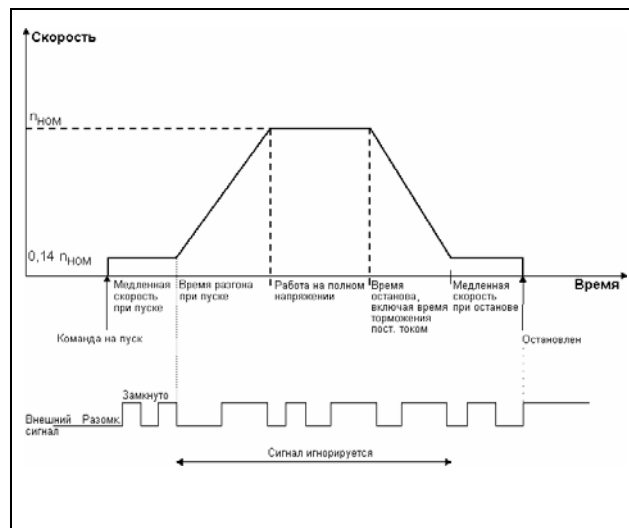 Скорость
nНОМ
0,14 nНОМ
Время
Медленная
скорость
при пуске
Время разгона
при пуске
Работа на полном
напряжении
Время
останова,
включая время
торможения
пост. током
Медленная
скорость
при останове
Команда на пуск
Остановлен
Замкнуто
Внешний
сигнал
Разомк.
Сигнал игнорируется